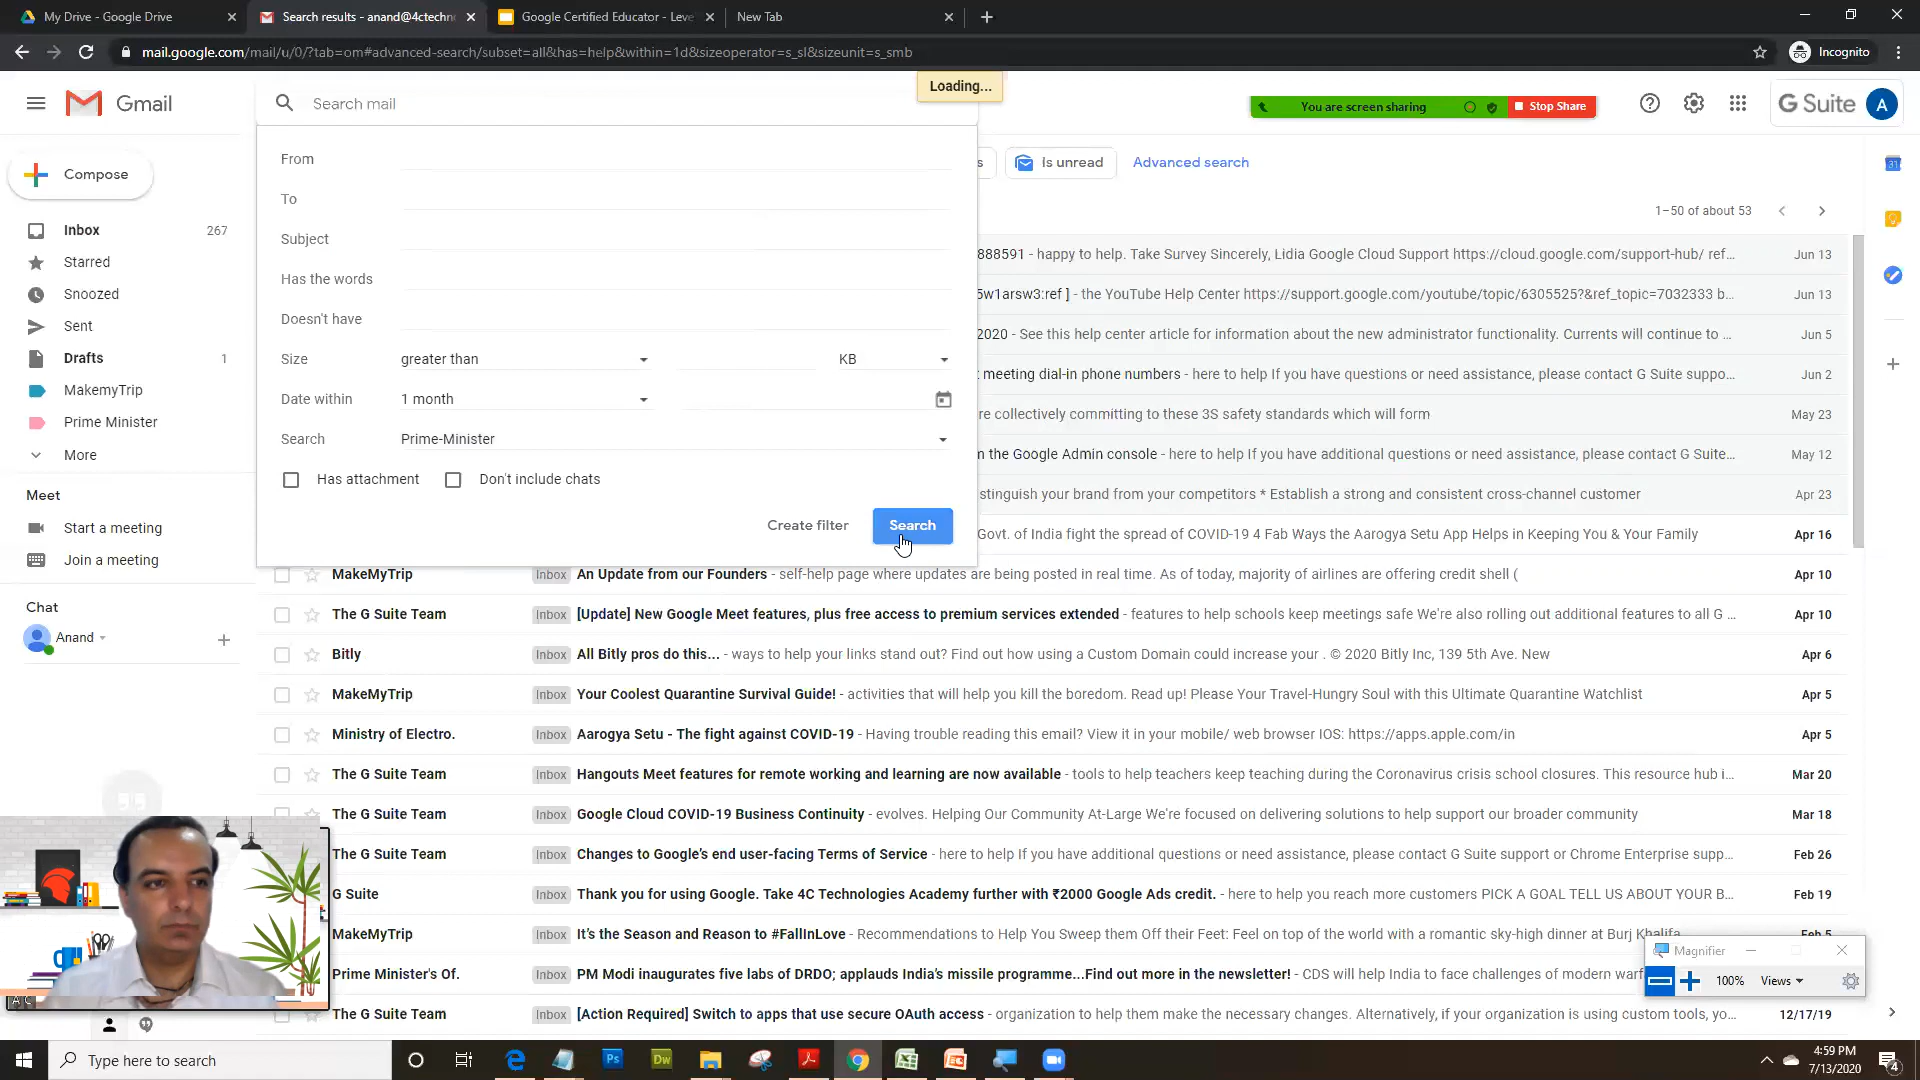 My Drive - Google Drive
Search results - anand@4ctechn
Google Certified Educator - Leve
New Tab
mail.google.com/mail/u/0/?tab=om#advanced-search/subset=all&has=help&within=1d&sizeoperator=s_sl&sizeunit=s_smb
Incognito
Loading...
Gmail
Search mail
You are screen sharing
Stop Share
G Suite
A
Compose
Inbox 267
Starred
Snoozed
Sent
Drafts 1
MakemyTrip
Prime Minister
More
Meet
Start a meeting
Join a meeting
Chat
Anand
From
To
Subject
Has the words
Doesn't have
Size greater than KB
Date within 1 month
Search Prime-Minister
Has attachment Don't include chats
Create filter Search
s Is unread Advanced search
1–50 of about 53
888591 - happy to help. Take Survey Sincerely, Lidia Google Cloud Support https://cloud.google.com/support-hub/ ref... Jun 13
5w1arsw3:ref ] - the YouTube Help Center https://support.google.com/youtube/topic/6305525?&ref_topic=7032333 b... Jun 13
2020 - See this help center article for information about the new administrator functionality. Currents will continue to ... Jun 5
t meeting dial-in phone numbers - here to help If you have questions or need assistance, please contact G Suite suppo... Jun 2
re collectively committing to these 3S safety standards which will form May 23
n the Google Admin console - here to help If you have additional questions or need assistance, please contact G Suite... May 12
stinguish your brand from your competitors * Establish a strong and consistent cross-channel customer Apr 23
Govt. of India fight the spread of COVID-19 4 Fab Ways the Aarogya Setu App Helps in Keeping You & Your Family Apr 16
MakeMyTrip Inbox An Update from our Founders - self-help page where updates are being posted in real time. As of today, majority of airlines are offering credit shell ( Apr 10
The G Suite Team Inbox [Update] New Google Meet features, plus free access to premium services extended - features to help schools keep meetings safe We're also rolling out additional features to all G ... Apr 10
Bitly Inbox All Bitly pros do this... - ways to help your links stand out? Find out how using a Custom Domain could increase your . © 2020 Bitly Inc, 139 5th Ave. New Apr 6
MakeMyTrip Inbox Your Coolest Quarantine Survival Guide! - activities that will help you kill the boredom. Read up! Please Your Travel-Hungry Soul with this Ultimate Quarantine Watchlist Apr 5
Ministry of Electro. Inbox Aarogya Setu - The fight against COVID-19 - Having trouble reading this email? View it in your mobile/ web browser IOS: https://apps.apple.com/in Apr 5
The G Suite Team Inbox Hangouts Meet features for remote working and learning are now available - tools to help teachers keep teaching during the Coronavirus crisis school closures. This resource hub i... Mar 20
The G Suite Team Inbox Google Cloud COVID-19 Business Continuity - evolves. Helping Our Community At-Large We're focused on delivering solutions to help support our broader community Mar 18
The G Suite Team Inbox Changes to Google's end user-facing Terms of Service - here to help If you have additional questions or need assistance, please contact G Suite support or Chrome Enterprise supp... Feb 26
G Suite Inbox Thank you for using Google. Take 4C Technologies Academy further with ₹2000 Google Ads credit. - here to help you reach more customers PICK A GOAL TELL US ABOUT YOUR B... Feb 19
MakeMyTrip Inbox It's the Season and Reason to #FallInLove - Recommendations to Help You Sweep them Off their Feet: Feel on top of the world with a romantic sky-high dinner at Burj Khalifa Feb 5
Prime Minister's Of. Inbox PM Modi inaugurates five labs of DRDO; applauds India's missile programme...Find out more in the newsletter! - CDS will help India to face challenges of modern warf
The G Suite Team Inbox [Action Required] Switch to apps that use secure OAuth access - organization to help them make the necessary changes. Alternatively, if your organization is using custom tools, yo... 12/17/19
Magnifier
100% Views
A C
Type here to search
Ps
Dw
4:59 PM
7/13/2020
4
31